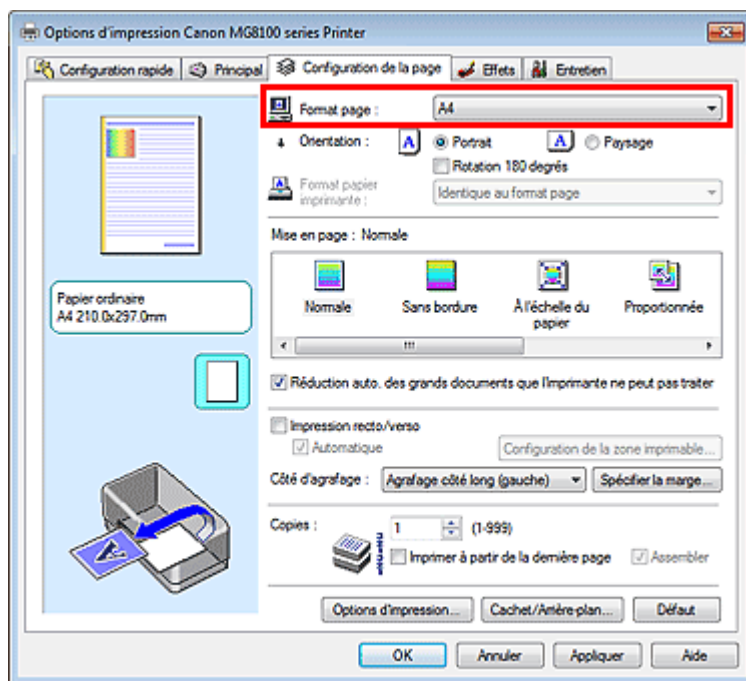 Options d'impression Canon MG8100 series Printer
Configuration rapide Principal Configuration de la page Effets Entretien
Format page : A4
Orientation : A Portrait A Paysage
Rotation 180 degrés
Format papier imprimante : Identique au format page
Mise en page : Normale
Normale Sans bordure À l'échelle du papier Proportionnée
Papier ordinaire
A4 210.0x297.0mm
Réduction auto. des grands documents que l'imprimante ne peut pas traiter
Impression recto/verso
Automatique Configuration de la zone imprimable...
Côté d'agrafage : Agrafage côté long (gauche) Spécifier la marge...
Copies : 1 (1-999)
Imprimer à partir de la dernière page Assembler
Options d'impression... Cachet/Arrière-plan... Défaut
OK Annuler Appliquer Aide